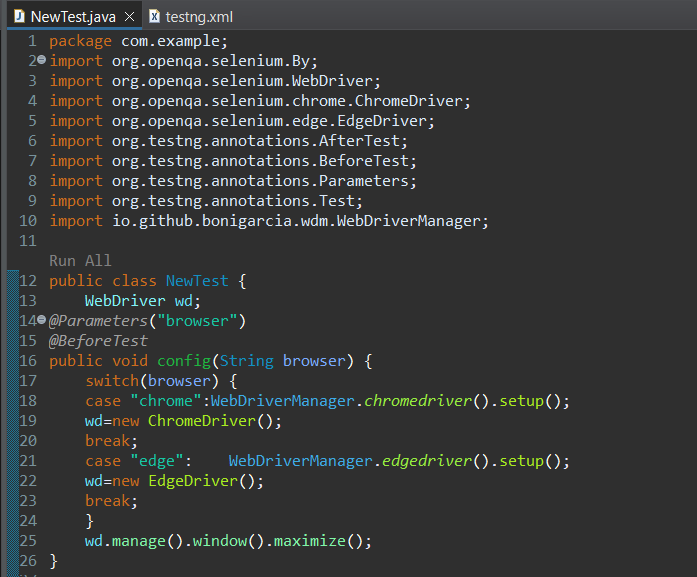 NewTest.java × testng.xml
1 package com.example;
2 import org.openqa.selenium.By;
3 import org.openqa.selenium.WebDriver;
4 import org.openqa.selenium.chrome.ChromeDriver;
5 import org.openqa.selenium.edge.EdgeDriver;
6 import org.testng.annotations.AfterTest;
7 import org.testng.annotations.BeforeTest;
8 import org.testng.annotations.Parameters;
9 import org.testng.annotations.Test;
10 import io.github.bonigarcia.wdm.WebDriverManager;
11
Run All
12 public class NewTest {
13     WebDriver wd;
14 @Parameters("browser")
15 @BeforeTest
16 public void config(String browser) {
17     switch(browser) {
18     case "chrome":WebDriverManager.chromedriver().setup();
19     wd=new ChromeDriver();
20     break;
21     case "edge":    WebDriverManager.edgedriver().setup();
22     wd=new EdgeDriver();
23     break;
24     }
25     wd.manage().window().maximize();
26 }